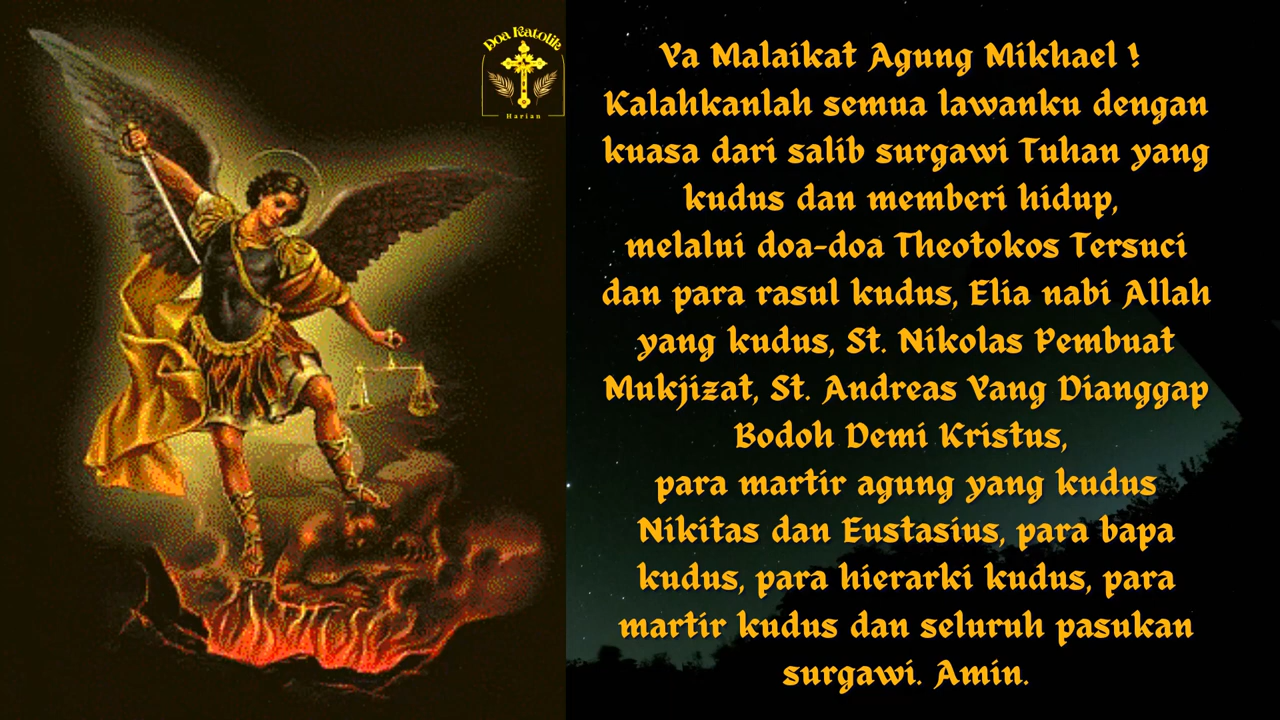 Doa Katolik
Harian
Ya Malaikat Agung Mikhael !
Kalahkanlah semua lawanku dengan
kuasa dari salib surgawi Tuhan yang
kudus dan memberi hidup,
melalui doa-doa Theotokos Tersuci
dan para rasul kudus, Elia nabi Allah
yang kudus, St. Nikolas Pembuat
Mukjizat, St. Andreas Yang Dianggap
Bodoh Demi Kristus,
para martir agung yang kudus
Nikitas dan Eustasius, para bapa
kudus, para hierarki kudus, para
martir kudus dan seluruh pasukan
surgawi. Amin.